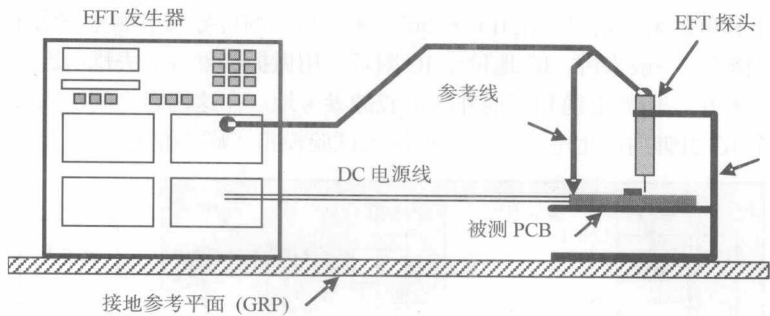 EFT 发生器
EFT 探头
参考线
DC 电源线
被测 PCB
接地参考平面 (GRP)